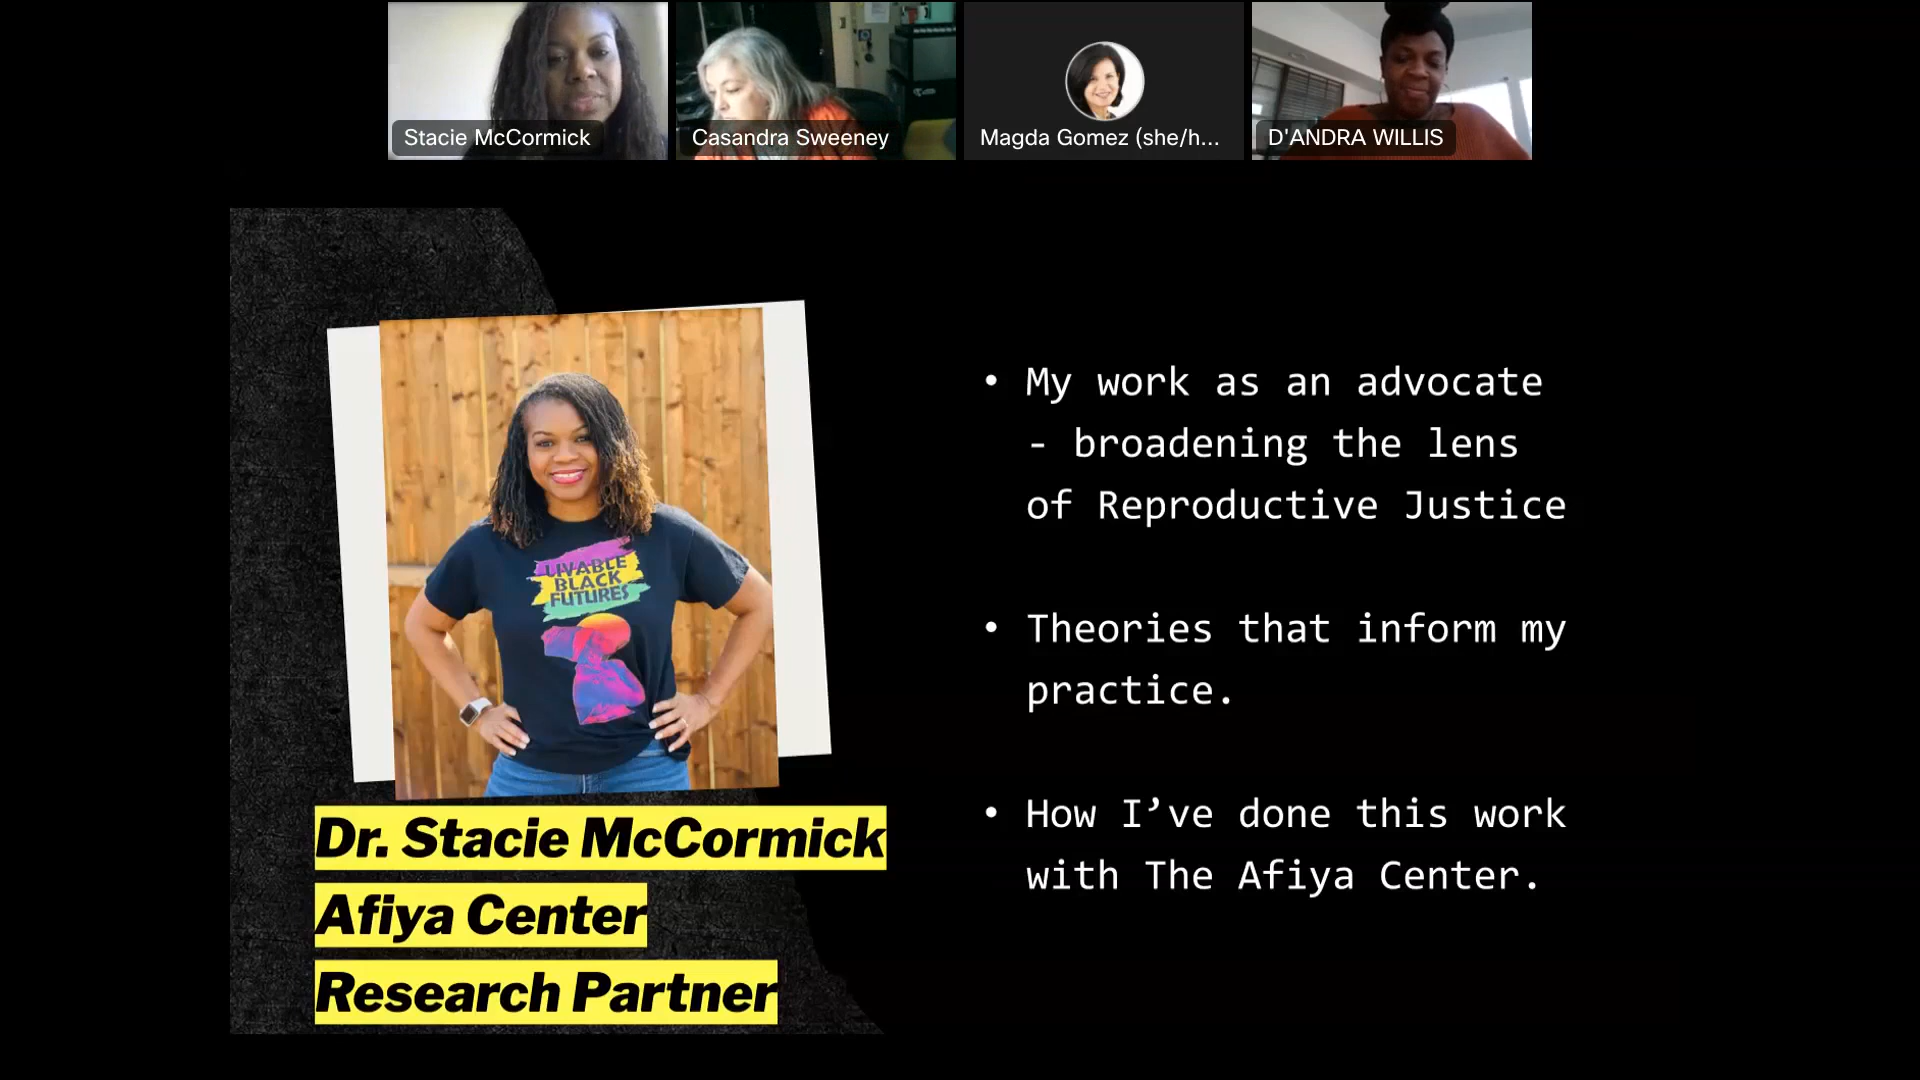 Stacie McCormick
Casandra Sweeney
Magda Gomez (she/h...
D'ANDRA WILLIS
LIVABLE
BLACK
FUTURES
Dr. Stacie McCormick
Afiya Center
Research Partner
• My work as an advocate
- broadening the lens
of Reproductive Justice
• Theories that inform my
practice.
• How I’ve done this work
with The Afiya Center.